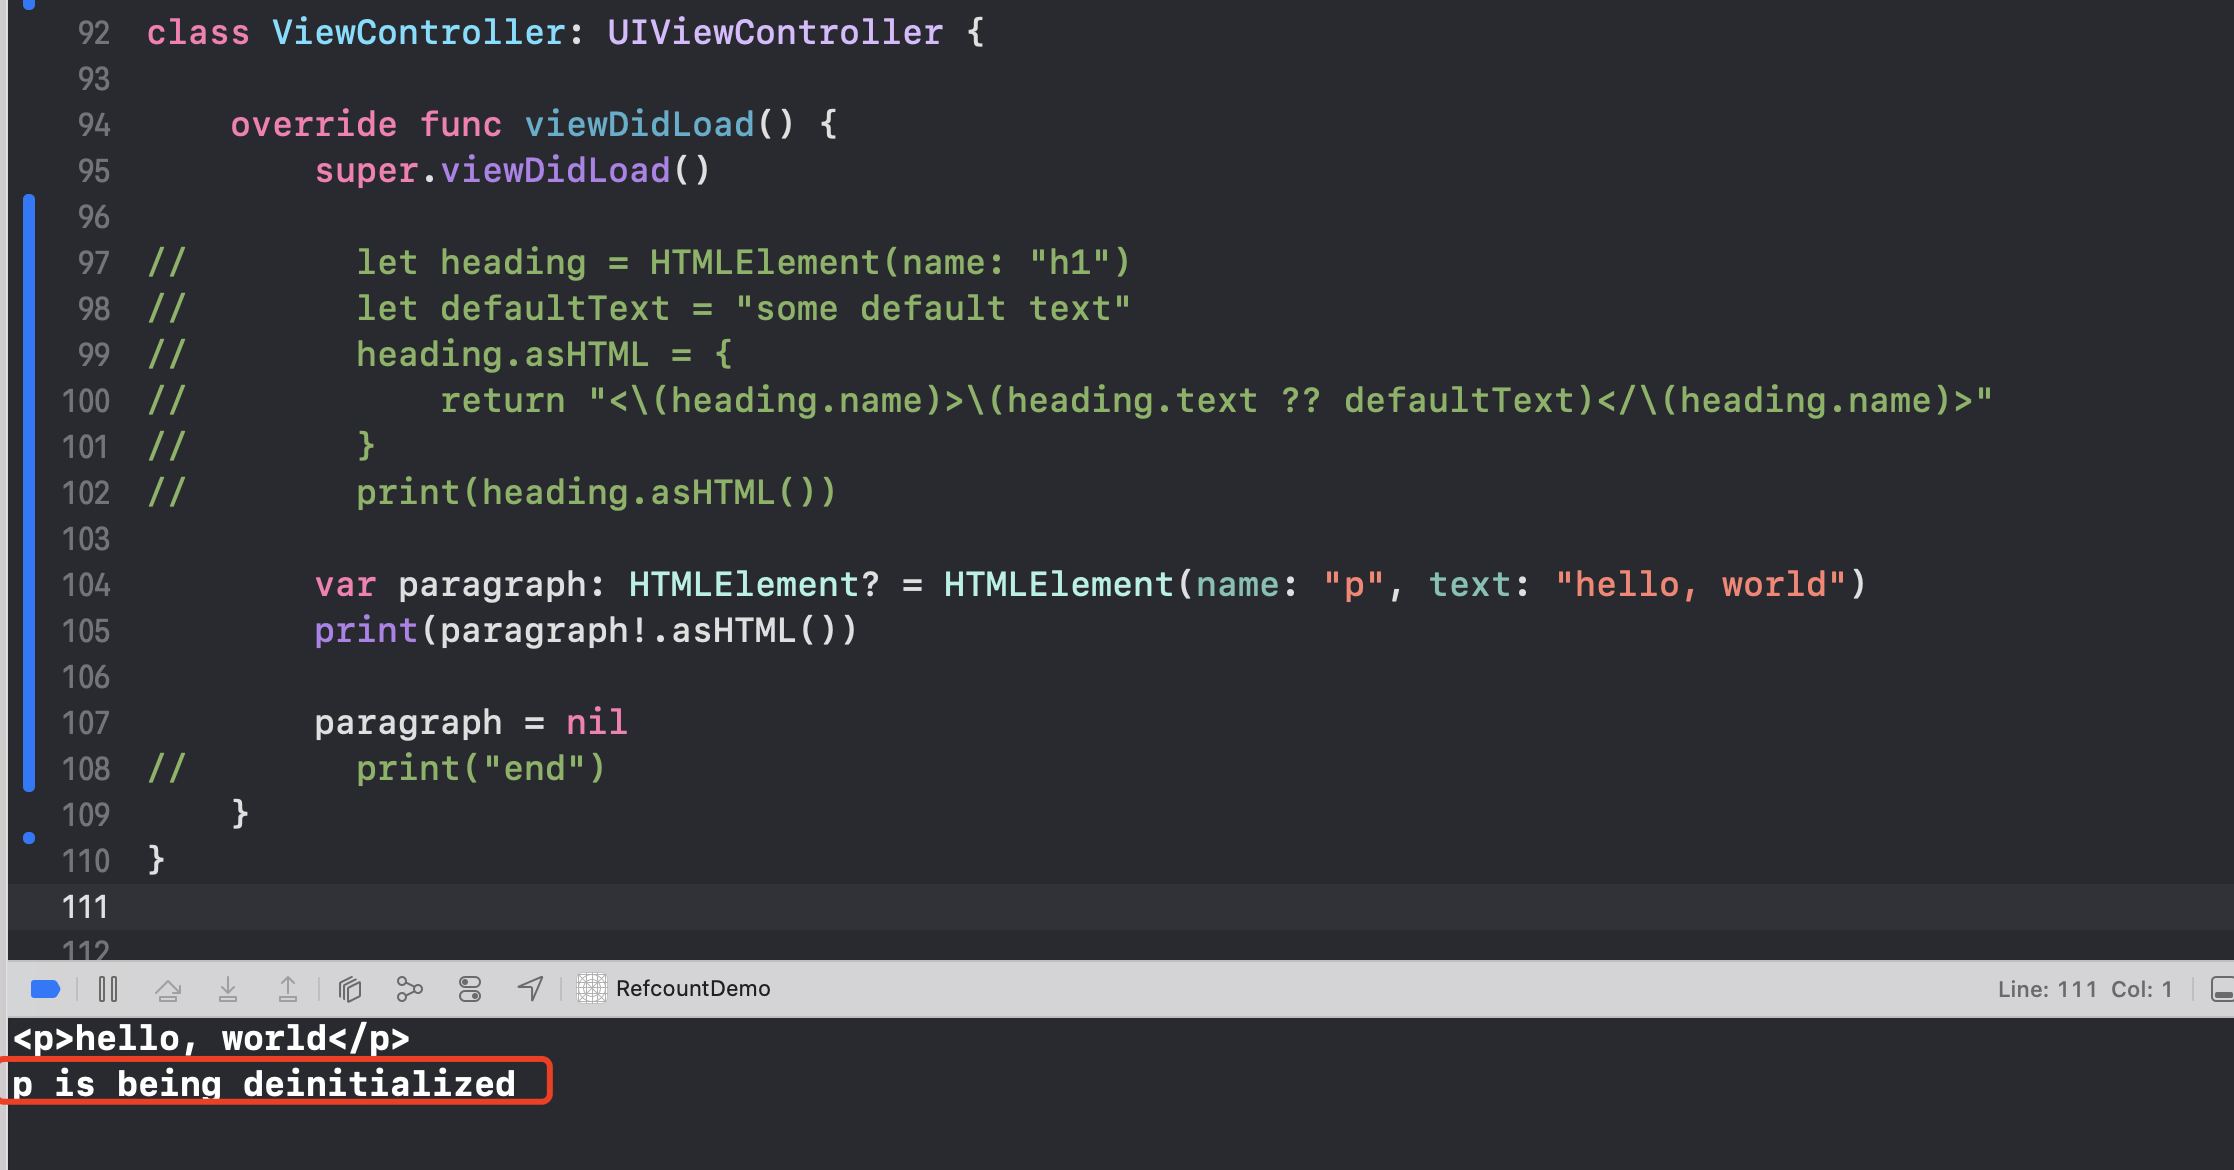 92 class ViewController: UIViewController {
93
94     override func viewDidLoad() {
95         super.viewDidLoad()
96
97 //        let heading = HTMLElement(name: "h1")
98 //        let defaultText = "some default text"
99 //        heading.asHTML = {
100 //            return "<\(heading.name)>\(heading.text ?? defaultText)</\(heading.name)>"
101 //        }
102 //        print(heading.asHTML())
103
104         var paragraph: HTMLElement? = HTMLElement(name: "p", text: "hello, world")
105         print(paragraph!.asHTML())
106
107         paragraph = nil
108 //        print("end")
109     }
110 }
111
112
RefcountDemo
Line: 111 Col: 1
<p>hello, world</p>
p is being deinitialized